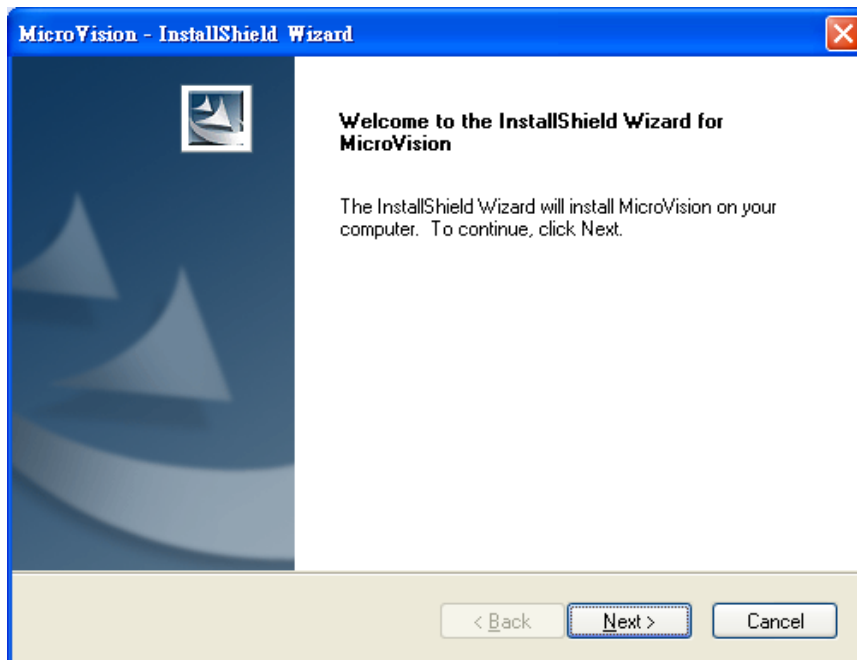 MicroVision - InstallShield Wizard
Welcome to the InstallShield Wizard for
MicroVision
The InstallShield Wizard will install MicroVision on your
computer.  To continue, click Next.
< Back
Next >
Cancel